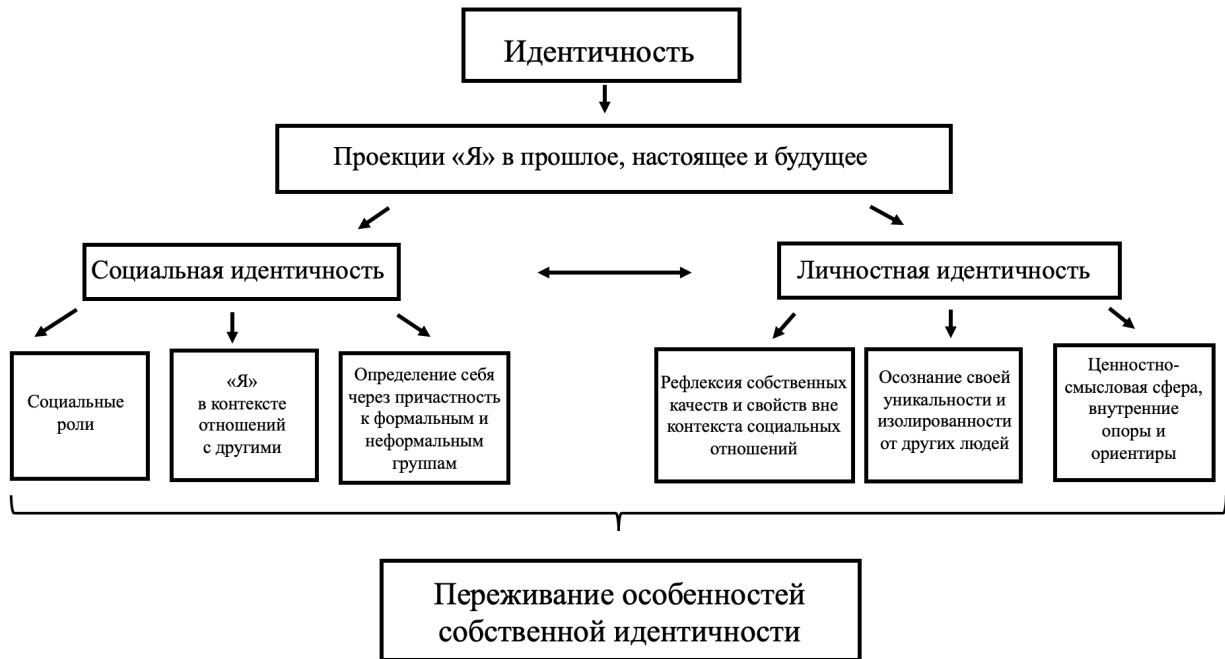 Идентичность
Проекции «Я» в прошлое, настоящее и будущее
Социальная идентичность
Личностная идентичность
Социальные
роли
«Я»
в контексте
отношений
с другими
Определение себя
через причастность
к формальным и
неформальным
группам
Рефлексия собственных
качеств и свойств вне
контекста социальных
отношений
Осознание своей
уникальности и
изолированности
от других людей
Ценностно-
смысловая сфера,
внутренние
опоры и
ориентиры
Переживание особенностей
собственной идентичности